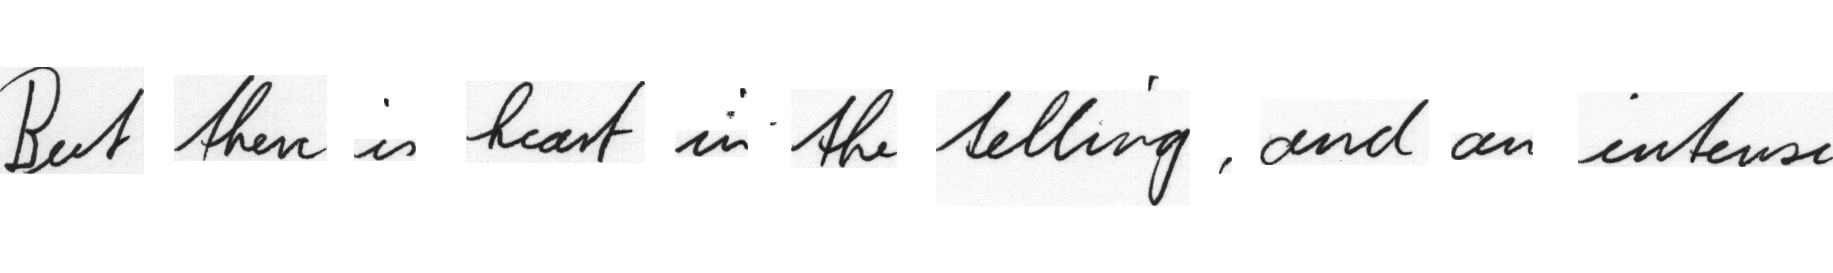 But there is heart in the telling , and an intense